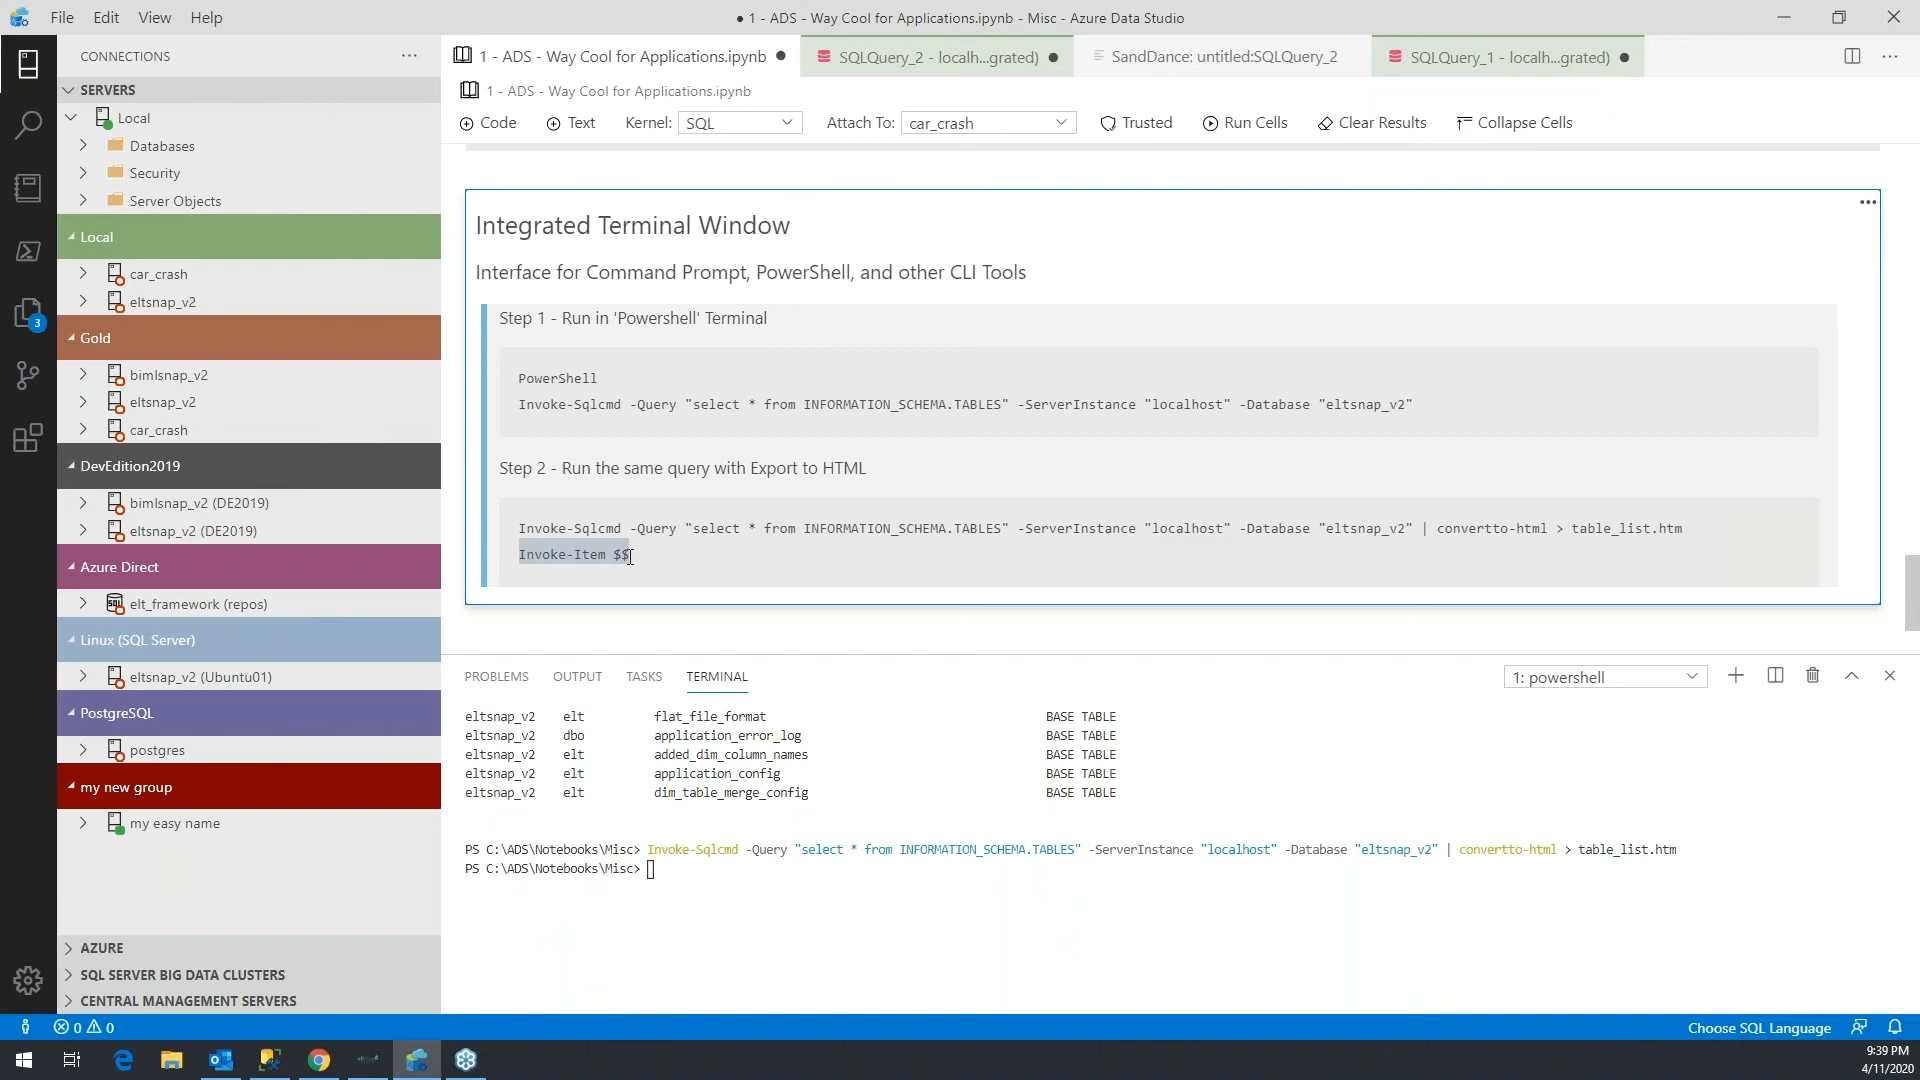 File Edit View Help
● 1 - ADS - Way Cool for Applications.ipynb - Misc - Azure Data Studio
CONNECTIONS
SERVERS
Local
Databases
Security
Server Objects
Local
car_crash
eltsnap_v2
Gold
bimlsnap_v2
eltsnap_v2
car_crash
DevEdition2019
bimlsnap_v2 (DE2019)
eltsnap_v2 (DE2019)
Azure Direct
elt_framework (repos)
Linux (SQL Server)
eltsnap_v2 (Ubuntu01)
PostgreSQL
postgres
my new group
my easy name
AZURE
SQL SERVER BIG DATA CLUSTERS
CENTRAL MANAGEMENT SERVERS
3
1 - ADS - Way Cool for Applications.ipynb
SQLQuery_2 - localh...grated)
SandDance: untitled:SQLQuery_2
SQLQuery_1 - localh...grated)
1 - ADS - Way Cool for Applications.ipynb
Code Text Kernel: SQL Attach To: car_crash Trusted Run Cells Clear Results Collapse Cells
Integrated Terminal Window
Interface for Command Prompt, PowerShell, and other CLI Tools
Step 1 - Run in 'Powershell' Terminal
PowerShell
Invoke-Sqlcmd -Query "select * from INFORMATION_SCHEMA.TABLES" -ServerInstance "localhost" -Database "eltsnap_v2"
Step 2 - Run the same query with Export to HTML
Invoke-Sqlcmd -Query "select * from INFORMATION_SCHEMA.TABLES" -ServerInstance "localhost" -Database "eltsnap_v2" | convertto-html > table_list.htm
Invoke-Item $$
PROBLEMS OUTPUT TASKS TERMINAL
1: powershell
eltsnap_v2 elt flat_file_format BASE TABLE
eltsnap_v2 dbo application_error_log BASE TABLE
eltsnap_v2 elt added_dim_column_names BASE TABLE
eltsnap_v2 elt application_config BASE TABLE
eltsnap_v2 elt dim_table_merge_config BASE TABLE
PS C:\ADS\Notebooks\Misc> Invoke-Sqlcmd -Query "select * from INFORMATION_SCHEMA.TABLES" -ServerInstance "localhost" -Database "eltsnap_v2" | convertto-html > table_list.htm
PS C:\ADS\Notebooks\Misc>
0 0
Choose SQL Language
9:39 PM
4/11/2020